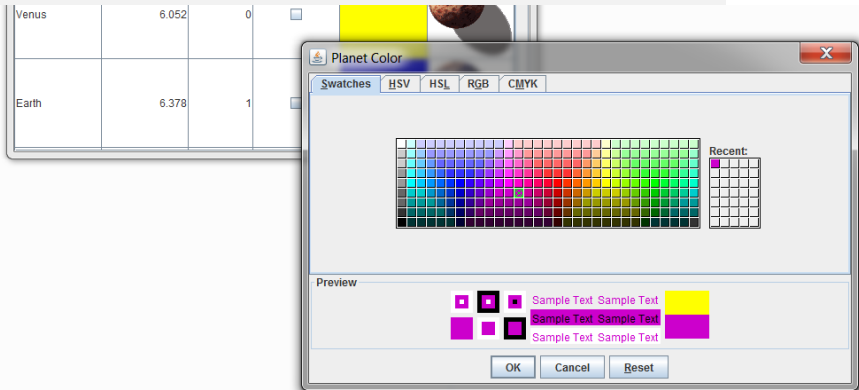 Venus 6.052 0
Earth 6.378 1
Planet Color
Swatches HSV HSL RGB CMYK
Recent:
Preview
Sample Text Sample Text
Sample Text Sample Text
Sample Text Sample Text
OK Cancel Reset